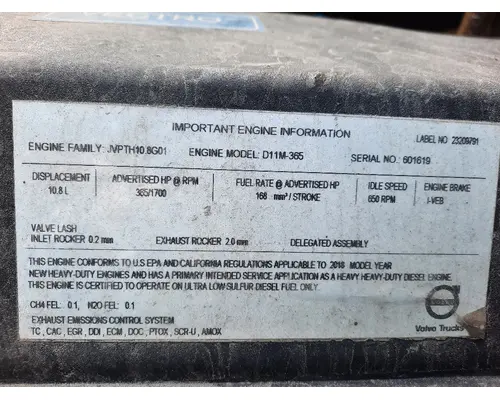 IMPORTANT ENGINE INFORMATION
LABEL NO 23209791
ENGINE FAMILY: JVPTH10.8G01 ENGINE MODEL: D11M-365 SERIAL NO: 601619
DISPLACEMENT ADVERTISED HP @ RPM FUEL RATE @ ADVERTISED HP IDLE SPEED ENGINE BRAKE
10.8 L 365/1700 168 mm³ / STROKE 650 RPM I-VEB
VALVE LASH
INLET ROCKER 0.2 mm EXHAUST ROCKER 2.0 mm DELEGATED ASSEMBLY
THIS ENGINE CONFORMS TO U.S EPA AND CALIFORNIA REGULATIONS APPLICABLE TO 2018 MODEL YEAR
NEW HEAVY-DUTY ENGINES AND HAS A PRIMARY INTENDED SERVICE APPLICATION AS A HEAVY HEAVY-DUTY DIESEL ENGINE.
THIS ENGINE IS CERTIFIED TO OPERATE ON ULTRA LOW SULFUR DIESEL FUEL ONLY.
CH4 FEL: 0.1, N2O FEL: 0.1
EXHAUST EMISSIONS CONTROL SYSTEM
TC , CAC , EGR , DDI , ECM , DOC , PTOX , SCR-U , AMOX
Volvo Trucks